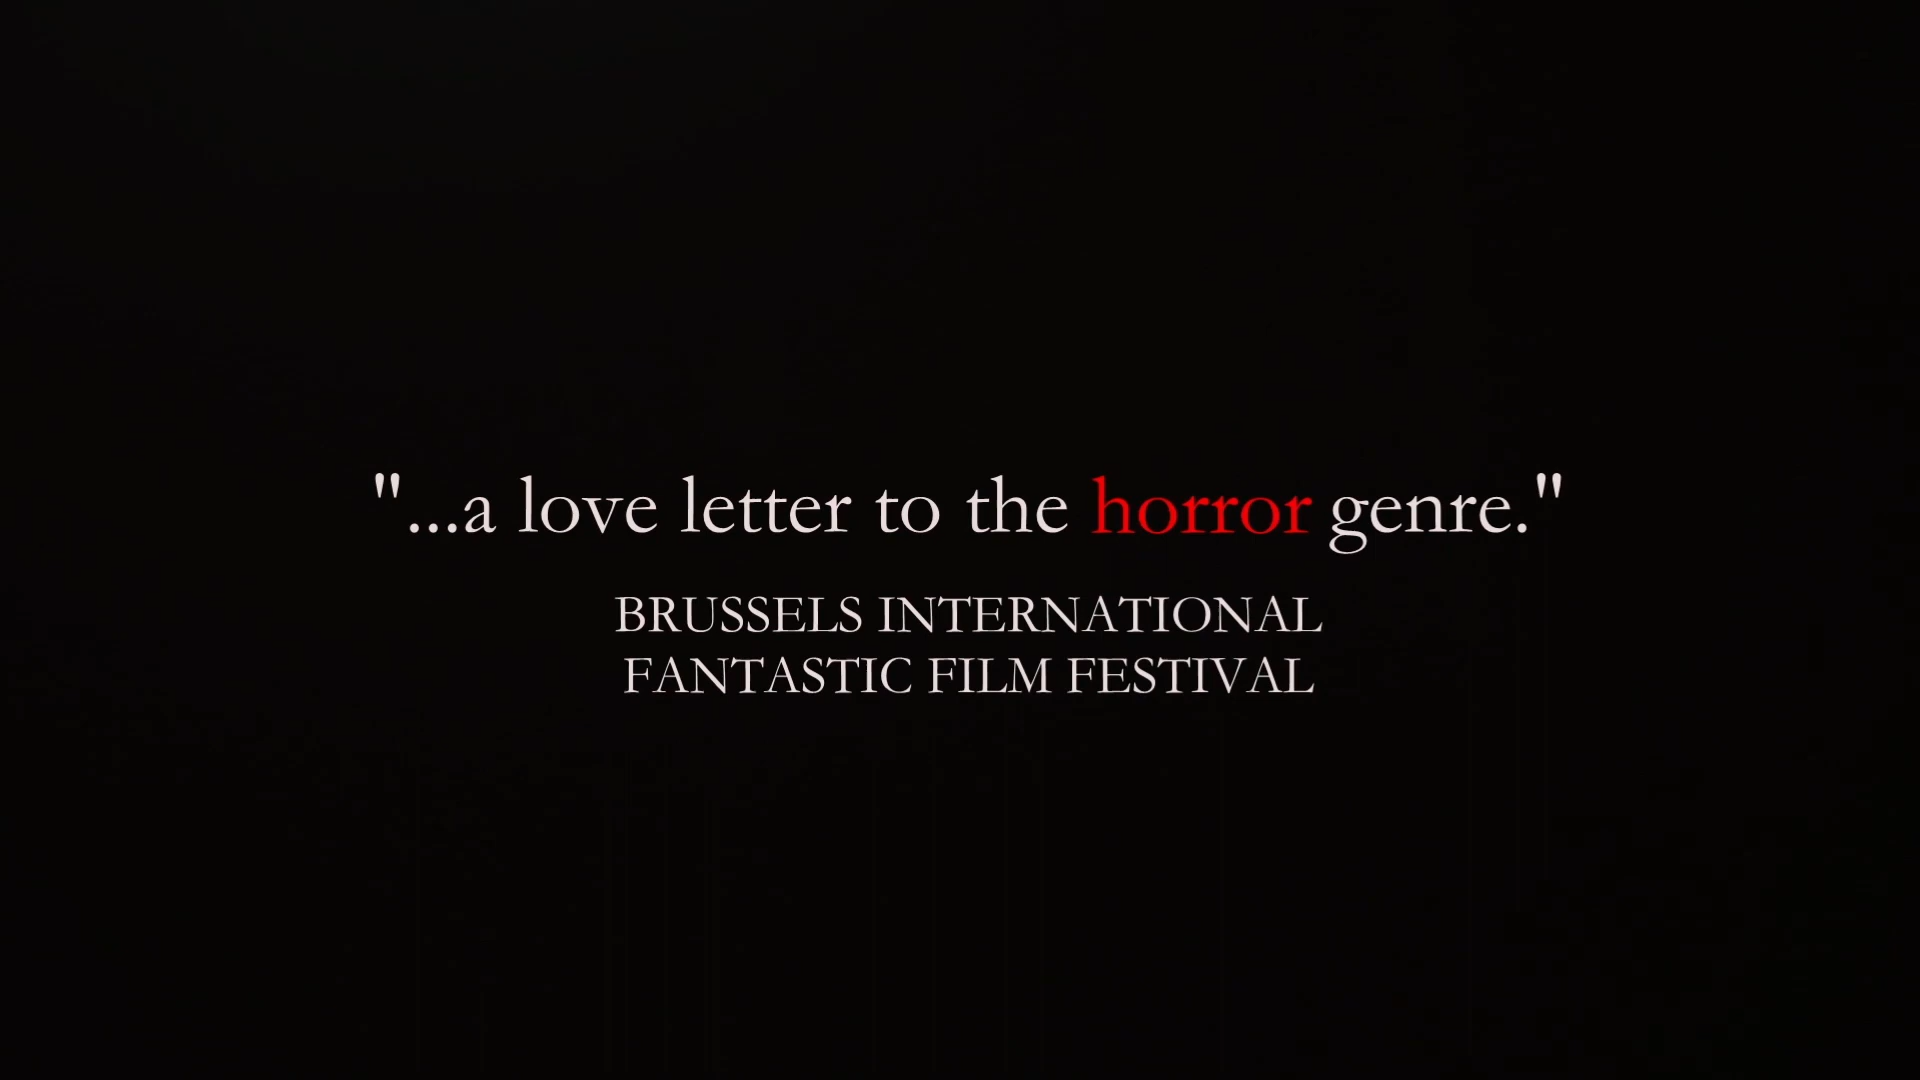 "...a love letter to the horror genre."
BRUSSELS INTERNATIONAL
FANTASTIC FILM FESTIVAL